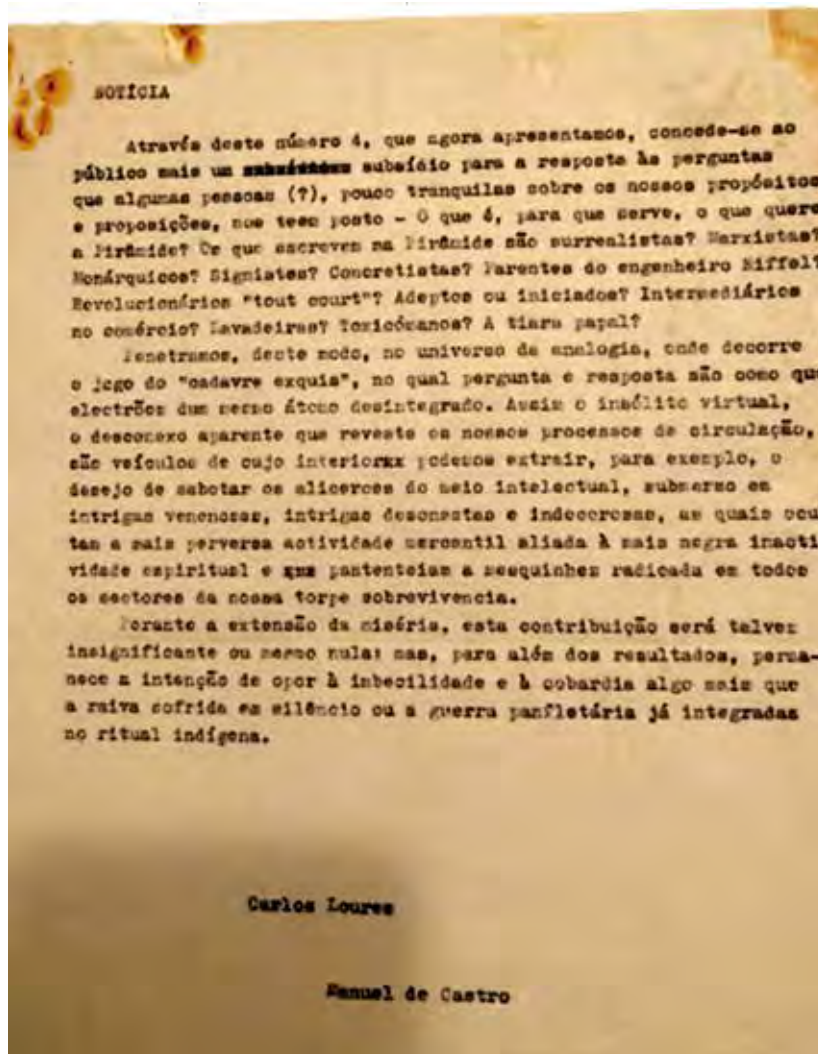 NOTÍCIA
Através deste número 4, que agora apresentamos, concede-se ao
público mais um subsídio para a resposta às perguntas
que algumas pessoas (?), pouco tranquilas sobre os nossos propósitos
e proposições, nos teem posto - O que é, para que serve, o que quere
a Pirâmide? Os que escrevem na Pirâmide são surrealistas? Marxistas?
Monárquicos? Signistas? Concretistas? Parentes do engenheiro Eiffel?
Revolucionários "tout court"? Adeptos ou iniciados? Intermediários
no comércio? Lavadeiras? Toxicómanos? A tiara papal?
Penetramos, deste modo, no universo da analogia, onde decorre
o jogo do "cadavre exquis", no qual pergunta e resposta são como que
electrões dum mesmo átomo desintegrado. Assim o insólito virtual,
o desconexo aparente que reveste os nossos processos de circulação,
são veículos de cujo interiorxx podemos extrair, para exemplo, o
desejo de sabotar os alicerces do meio intelectual, submerso em
intrigas venenosas, intrigas desonestas e indecorosas, as quais ocu
tam a mais perversa actividade mercantil aliada à mais negra inacti
vidade espiritual e xxx pantenteiam a mesquinhez radicada em todos
os sectores da nossa torpe sobrevivencia.
Perante a extensão da miséria, esta contribuição será talvez
insignificante ou mesmo nula: mas, para além dos resultados, perma-
nece a intenção de opor à imbecilidade e à cobardia algo mais que
a raiva sofrida em silêncio ou a guerra panfletária já integradas
no ritual indígena.
Carlos Loures
Manuel de Castro